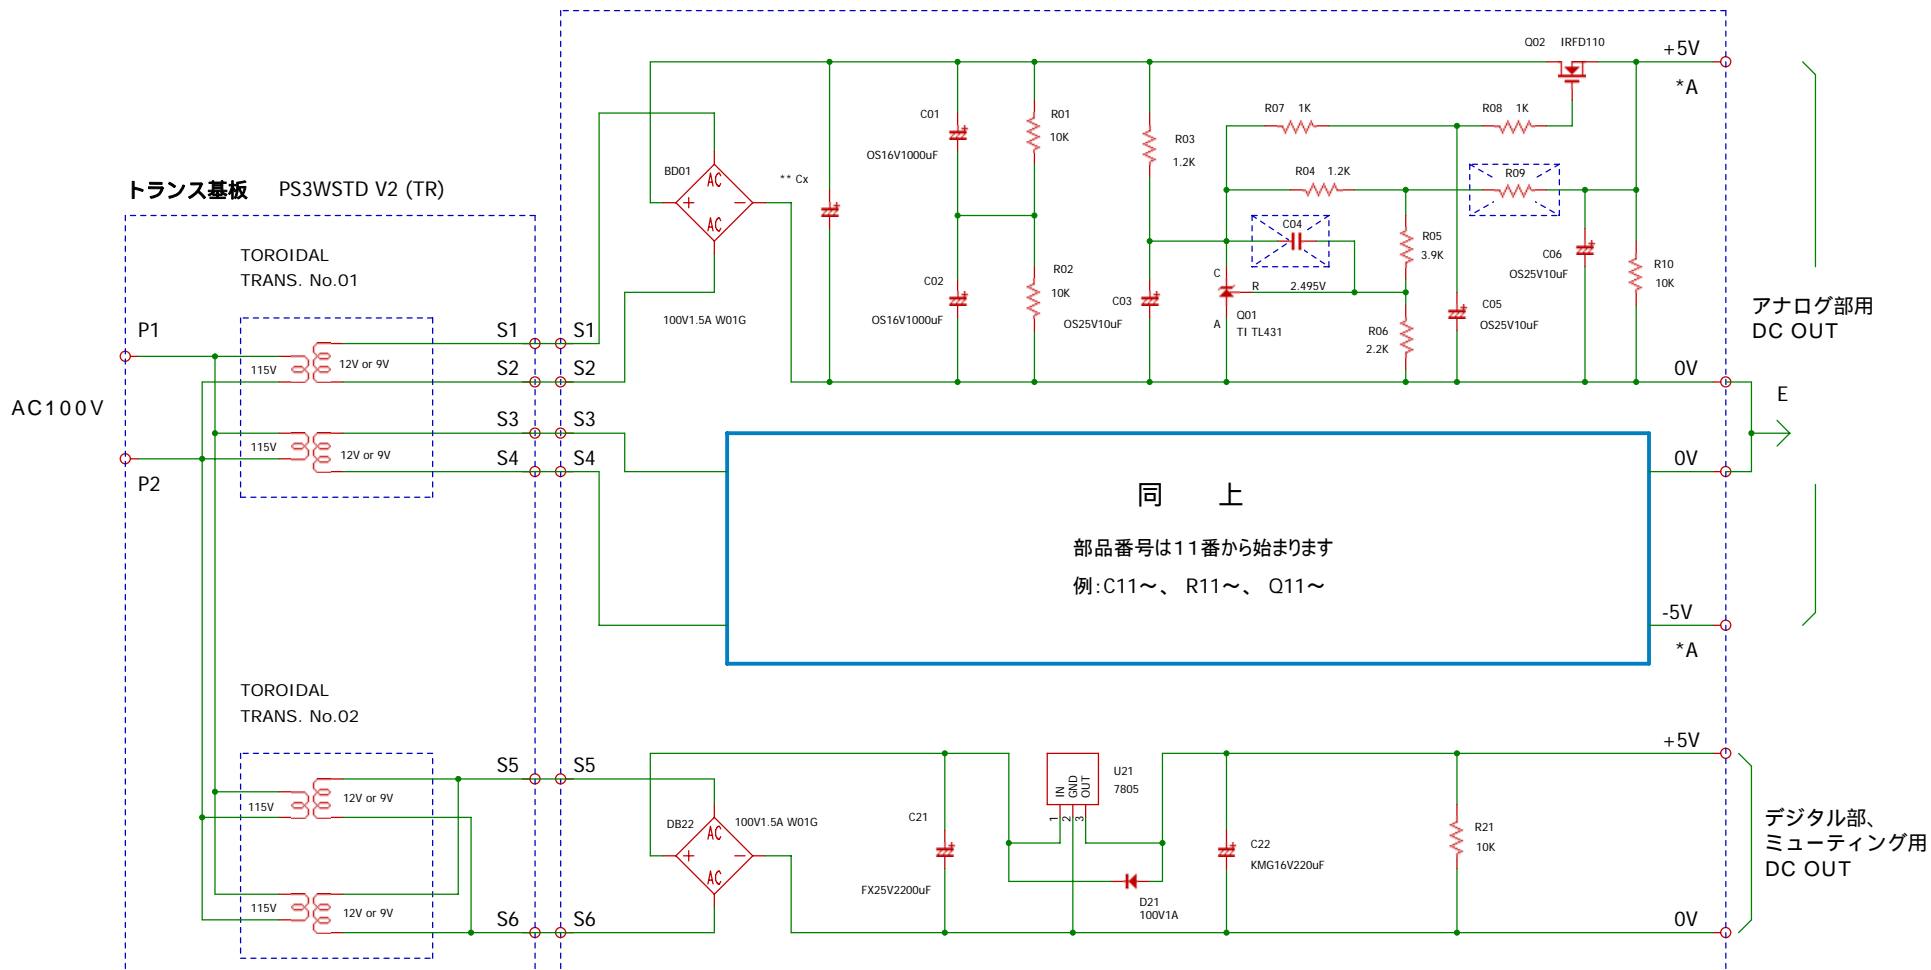 トランス基板 PS3WSTD V2 (TR)
TOROIDAL
TRANS. No.01
P1
AC100V
P2
115V
12V or 9V
115V
12V or 9V
S1
S2
S3
S4
S1
S2
S3
S4
BD01
AC
+
−
AC
100V1.5A W01G
** Cx
C01
OS16V1000uF
R01
10K
C02
OS16V1000uF
R02
10K
R03
1.2K
C03
OS25V10uF
R07 1K
R08 1K
R04 1.2K
R09
C04
C
R
A
2.495V
Q01
TI TL431
R05
3.9K
R06
2.2K
C05
OS25V10uF
C06
OS25V10uF
R10
10K
Q02 IRFD110
+5V
*A
0V
アナログ部用
DC OUT
E
同 上
部品番号は11番から始まります
例:C11～、 R11～、 Q11～
0V
-5V
*A
TOROIDAL
TRANS. No.02
115V
12V or 9V
115V
12V or 9V
S5
S6
S5
S6
DB22
AC
+
−
AC
100V1.5A W01G
C21
FX25V2200uF
IN
GND
OUT
1
2
3
U21
7805
D21
100V1A
C22
KMG16V220uF
R21
10K
+5V
0V
デジタル部、
ミューティング用
DC OUT